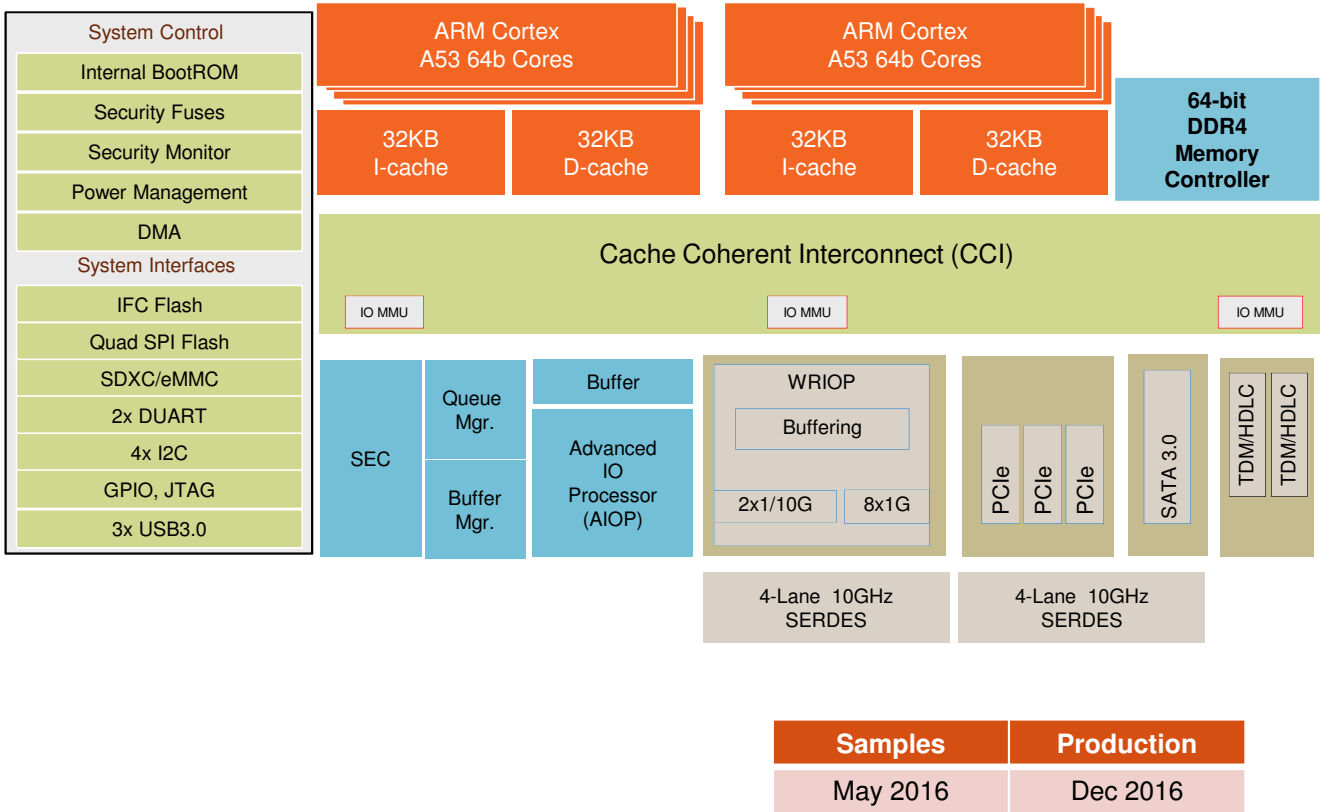 System Control
Internal BootROM
Security Fuses
Security Monitor
Power Management
DMA
System Interfaces
IFC Flash
Quad SPI Flash
SDXC/eMMC
2x DUART
4x I2C
GPIO, JTAG
3x USB3.0
ARM Cortex
A53 64b Cores
32KB
I-cache
32KB
D-cache
ARM Cortex
A53 64b Cores
32KB
I-cache
32KB
D-cache
64-bit
DDR4
Memory
Controller
Cache Coherent Interconnect (CCI)
IO MMU
IO MMU
IO MMU
SEC
Queue
Mgr.
Buffer
Mgr.
Buffer
Advanced
IO
Processor
(AIOP)
WRIOP
Buffering
2x1/10G
8x1G
PCIe
PCIe
PCIe
SATA 3.0
TDM/HDLC
TDM/HDLC
4-Lane 10GHz
SERDES
4-Lane 10GHz
SERDES
Samples Production
May 2016 Dec 2016